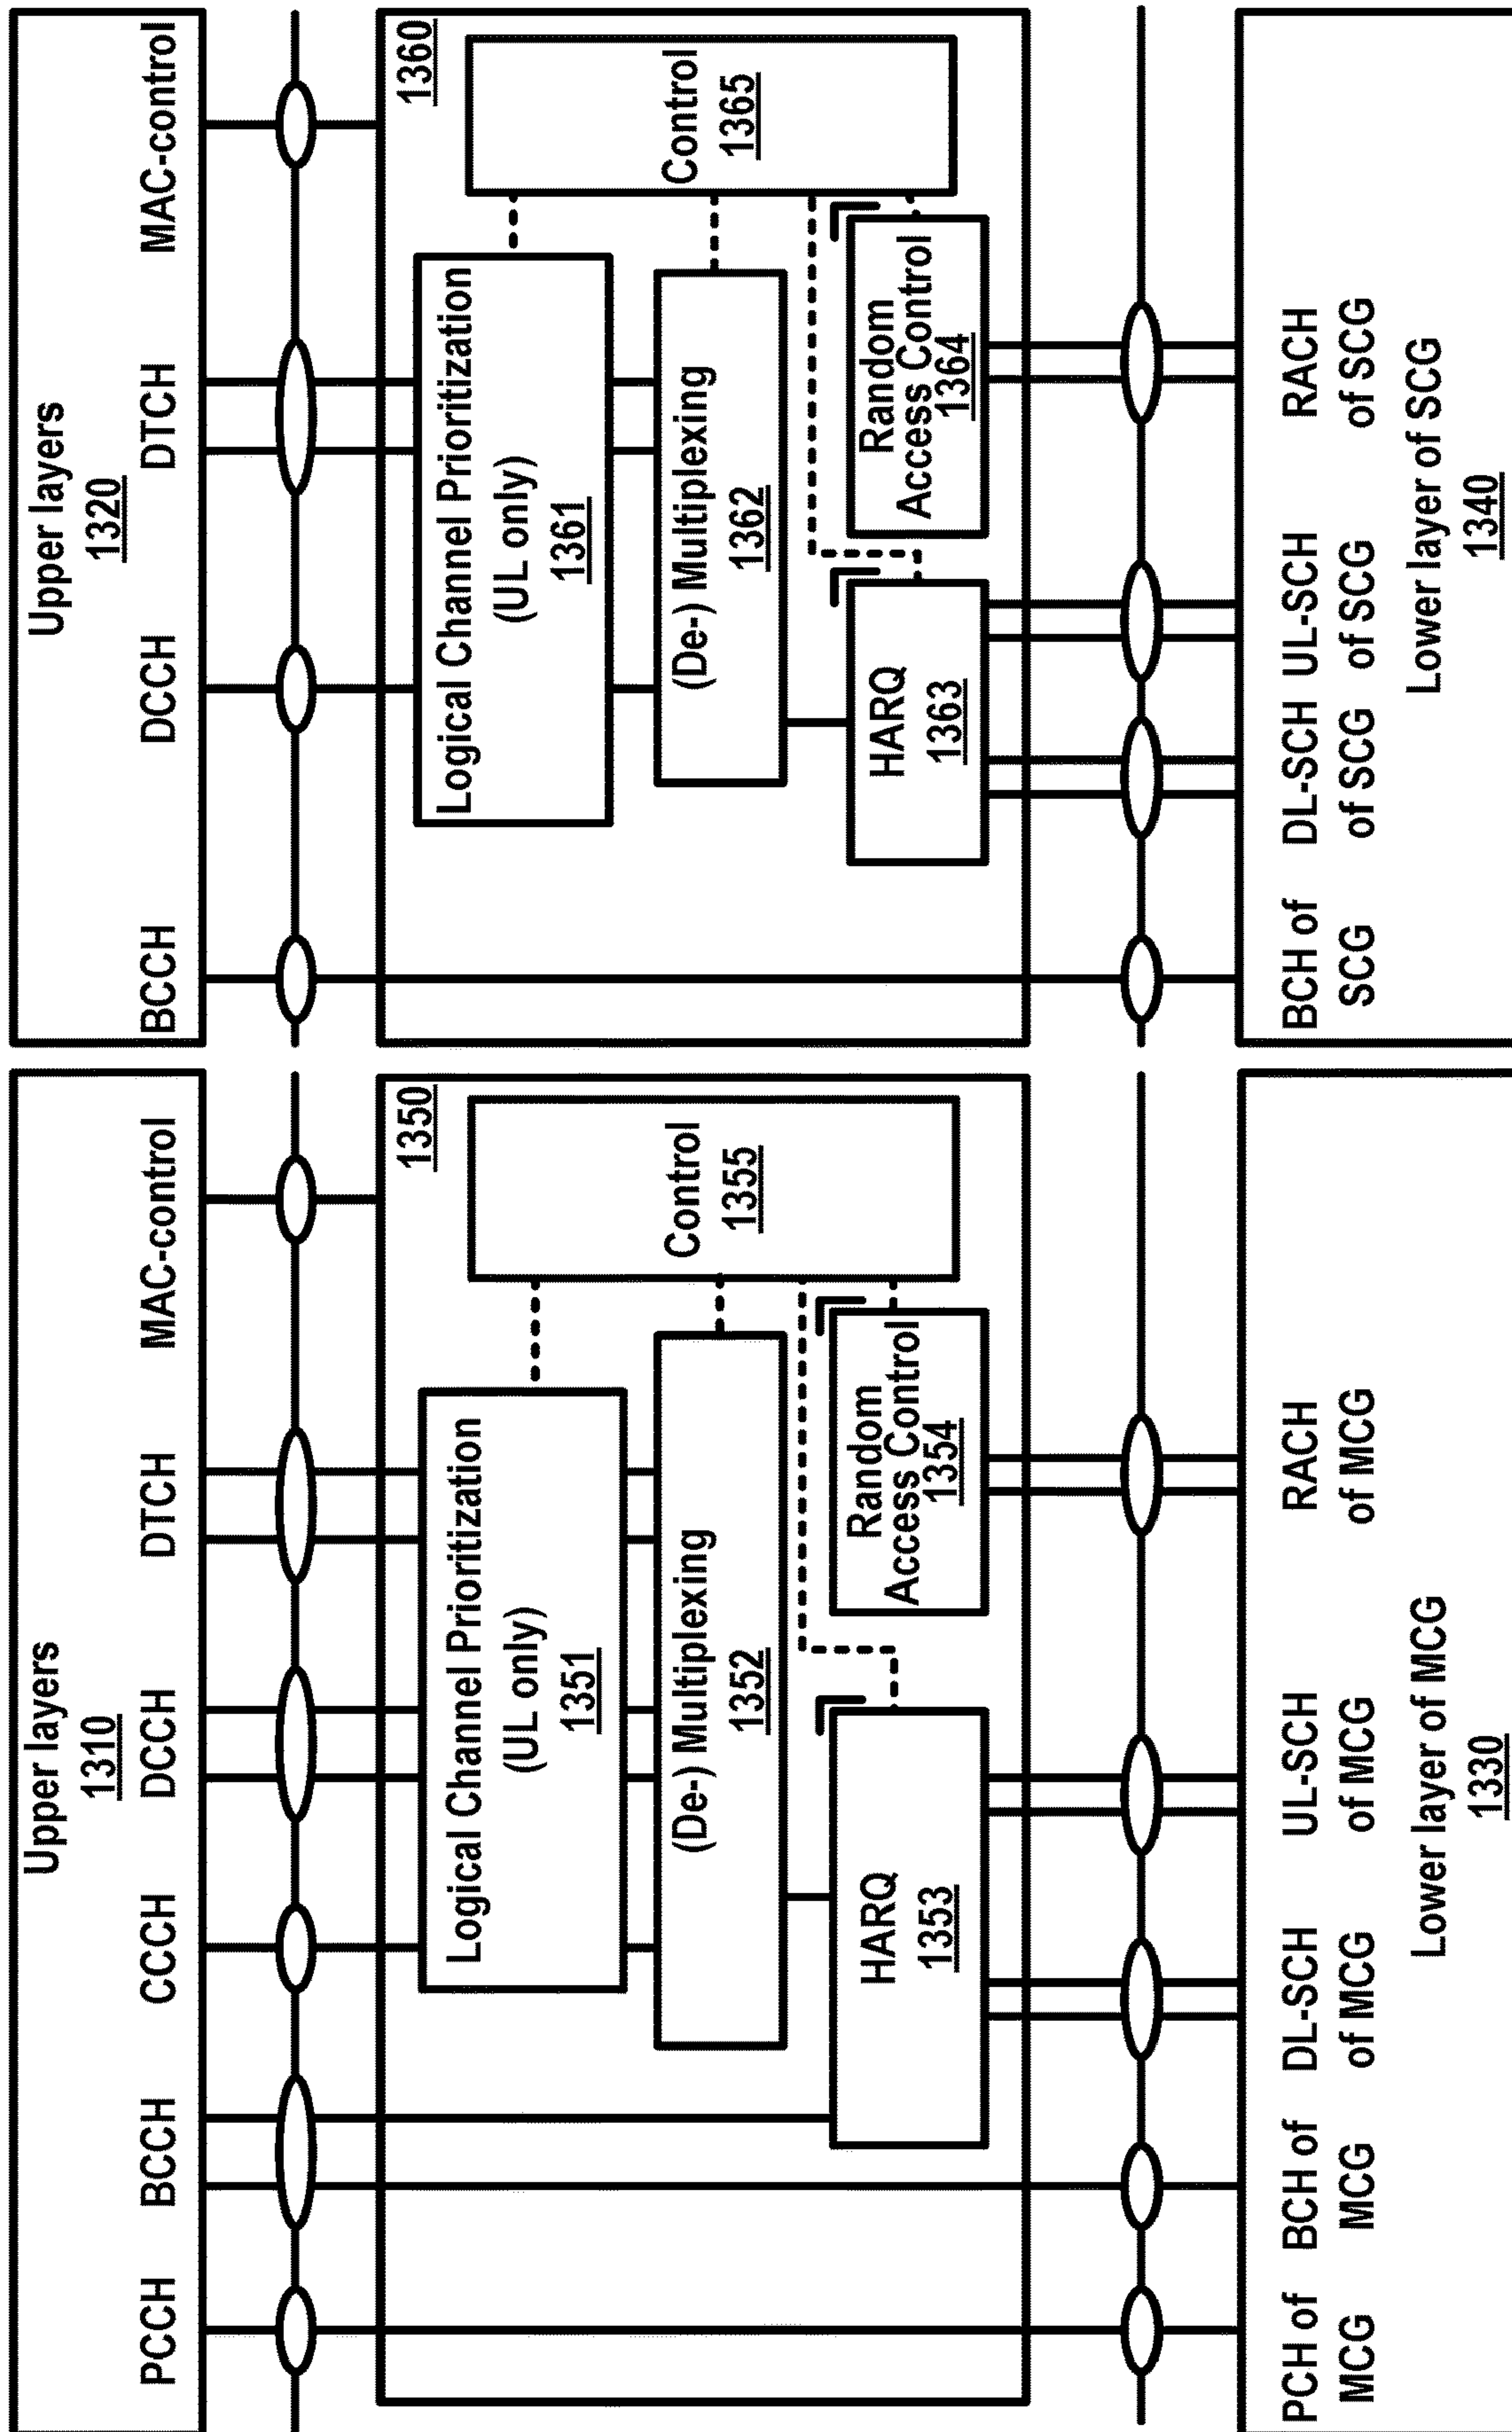 Upper layers
1310
PCCH BCCH CCCH DCCH DTCH MAC-control
1350
Logical Channel Prioritization
(UL only)
1351
(De-) Multiplexing
1352
HARQ
1353
Random
Access Control
1354
Control
1355
PCH of BCH of DL-SCH UL-SCH RACH
MCG MCG of MCG of MCG of MCG
Lower layer of MCG
1330
Upper layers
1320
BCCH DCCH DTCH MAC-control
1360
Logical Channel Prioritization
(UL only)
1361
(De-) Multiplexing
1362
HARQ
1363
Random
Access Control
1364
Control
1365
BCH of DL-SCH UL-SCH RACH
SCG of SCG of SCG of SCG
Lower layer of SCG
1340